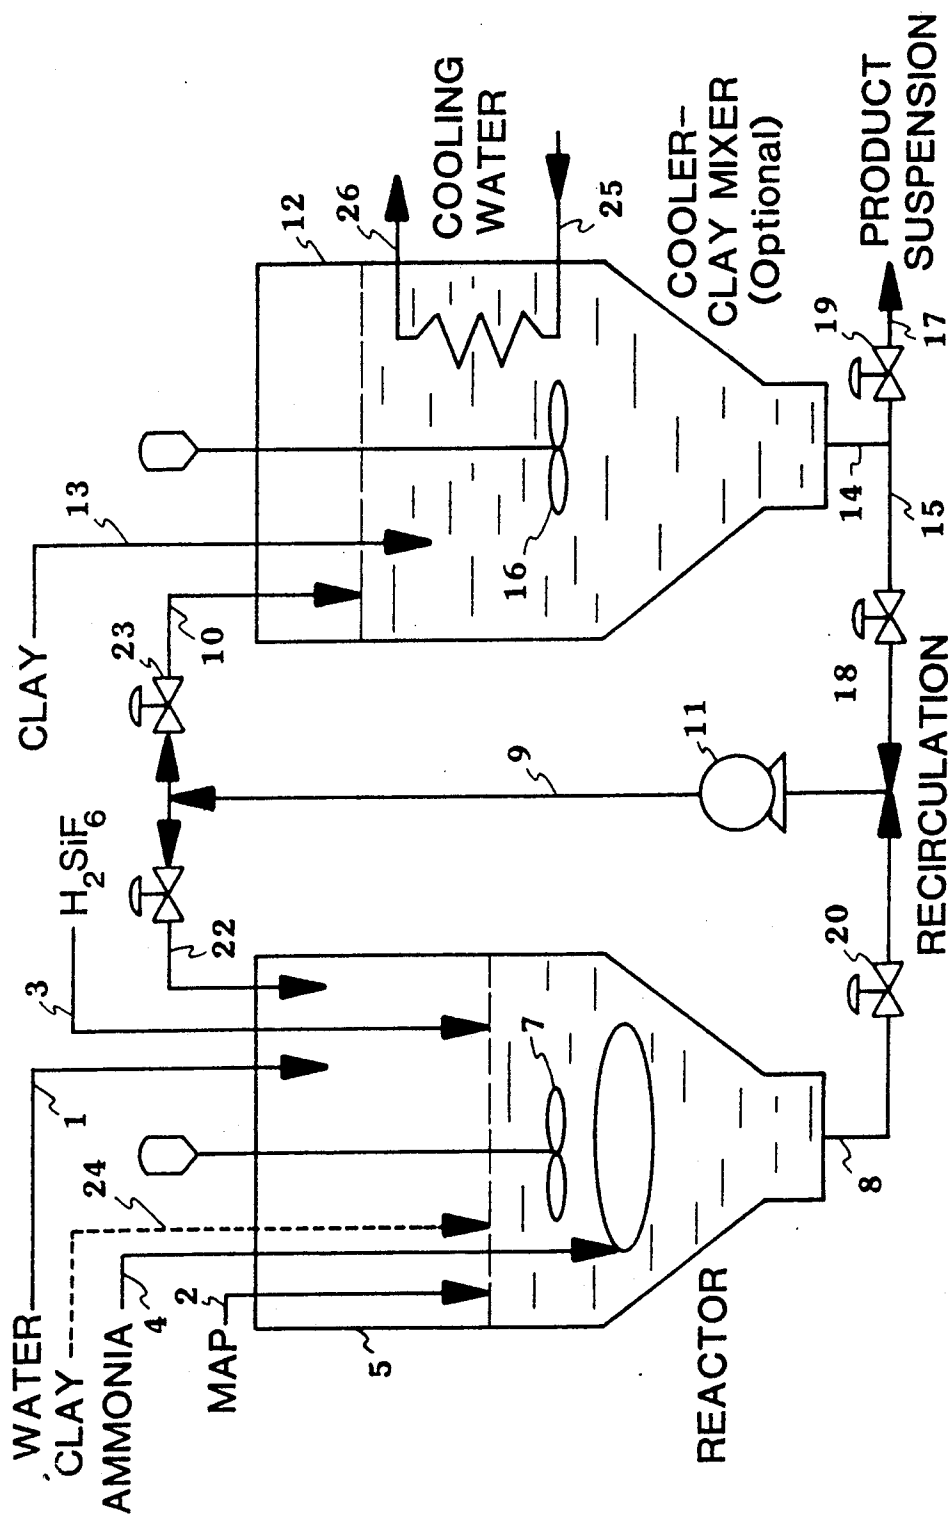 WATER
CLAY
AMMONIA
MAP
1
24
4
2
3
H2SiF6
22
CLAY
23
10
13
12
26
COOLING
WATER
25
5
7
9
16
11
COOLER-
CLAY MIXER
(Optional)
REACTOR
8
20
18
14
15
19
17
RECIRCULATION
PRODUCT
SUSPENSION